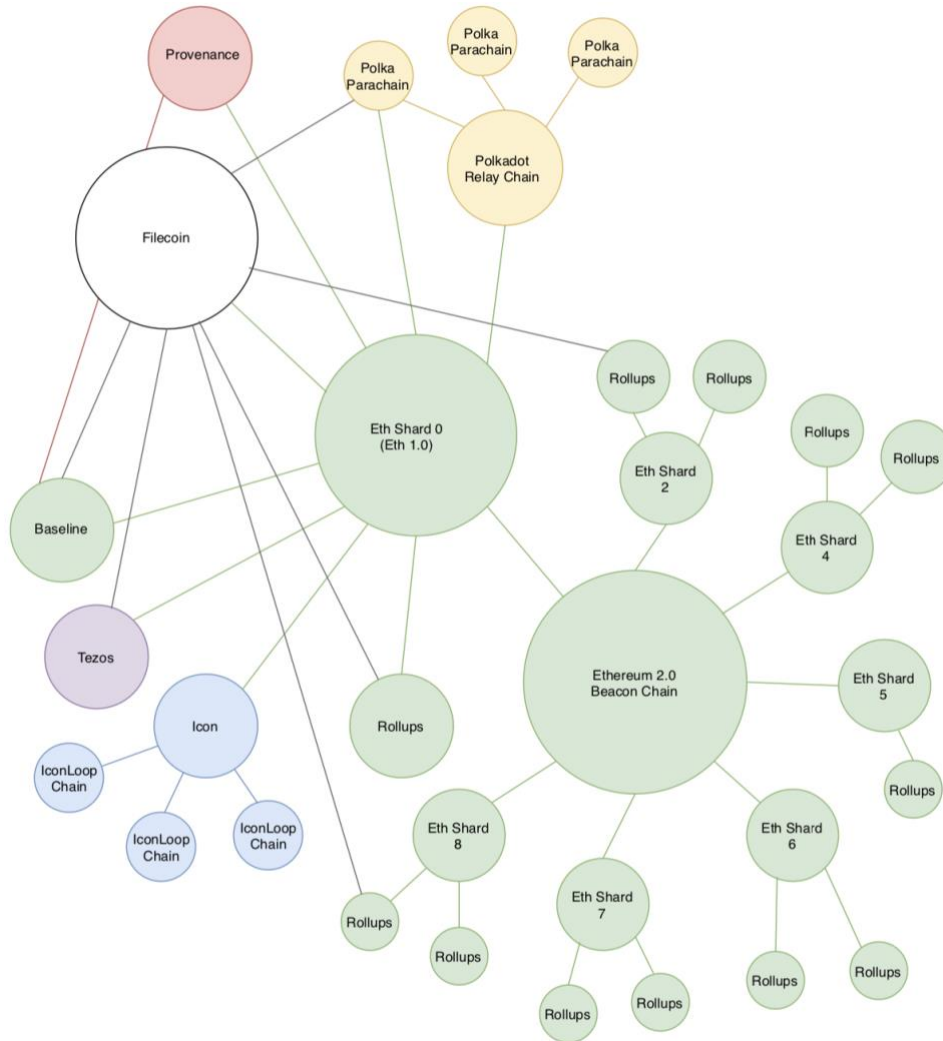 Provenance
Polka
Parachain
Polka
Parachain
Polka
Parachain
Polkadot
Relay Chain
Filecoin
Eth Shard 0
(Eth 1.0)
Rollups
Rollups
Rollups
Rollups
Eth Shard
2
Eth Shard
4
Baseline
Tezos
Ethereum 2.0
Beacon Chain
Eth Shard
5
Icon
Rollups
IconLoop
Chain
IconLoop
Chain
IconLoop
Chain
Rollups
Eth Shard
8
Eth Shard
6
Eth Shard
7
Rollups
Rollups
Rollups
Rollups
Rollups
Rollups